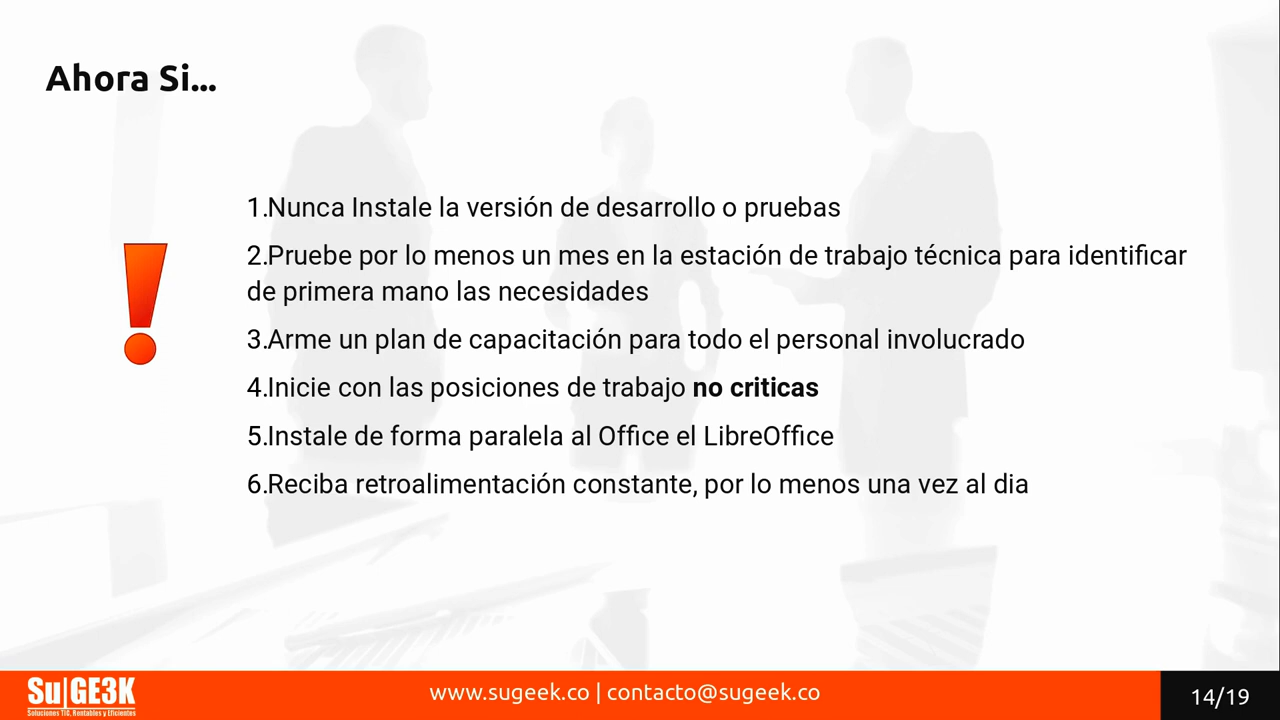 Ahora Si...
1.Nunca Instale la versión de desarrollo o pruebas
2.Pruebe por lo menos un mes en la estación de trabajo técnica para identificar
de primera mano las necesidades
3.Arme un plan de capacitación para todo el personal involucrado
4.Inicie con las posiciones de trabajo no criticas
5.Instale de forma paralela al Office el LibreOffice
6.Reciba retroalimentación constante, por lo menos una vez al dia
Su|GE3K
Soluciones TIC, Rentables y Eficientes
www.sugeek.co | contacto@sugeek.co
14/19